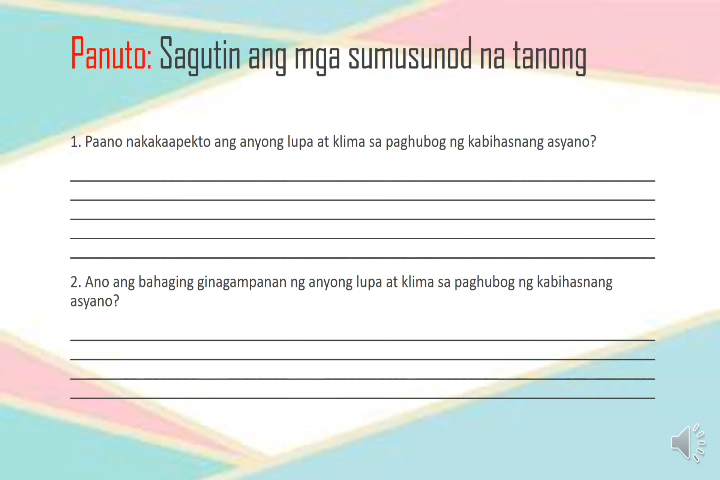 Panuto: Sagutin ang mga sumusunod na tanong
1. Paano nakakaapekto ang anyong lupa at klima sa paghubog ng kabihasnang asyano?
2. Ano ang bahaging ginagampanan ng anyong lupa at klima sa paghubog ng kabihasnang
asyano?